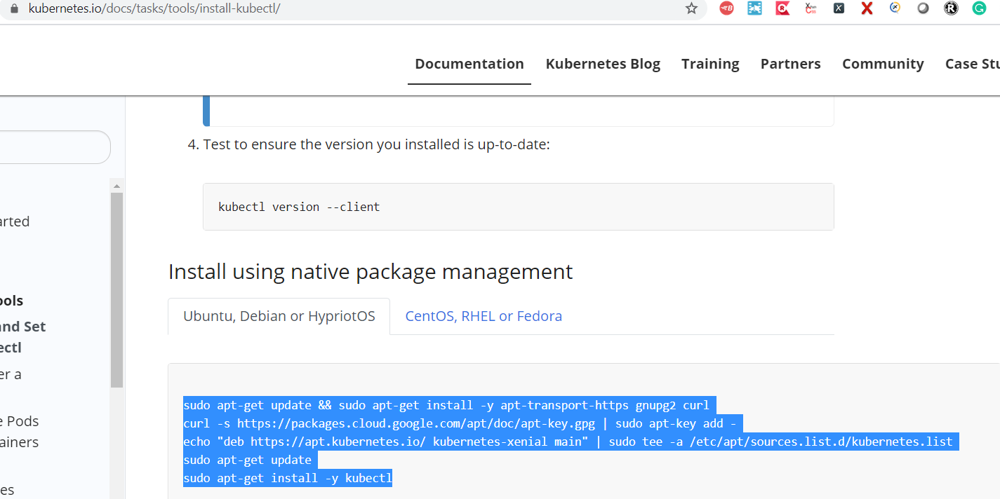 kubernetes.io/docs/tasks/tools/install-kubectl/
Documentation Kubernetes Blog Training Partners Community Case Stu
4. Test to ensure the version you installed is up-to-date:
kubectl version --client
arted
ools
and Set
ectl
er a
e Pods
ainers
es
Install using native package management
Ubuntu, Debian or HypriotOS CentOS, RHEL or Fedora
sudo apt-get update && sudo apt-get install -y apt-transport-https gnupg2 curl
curl -s https://packages.cloud.google.com/apt/doc/apt-key.gpg | sudo apt-key add -
echo "deb https://apt.kubernetes.io/ kubernetes-xenial main" | sudo tee -a /etc/apt/sources.list.d/kubernetes.list
sudo apt-get update
sudo apt-get install -y kubectl